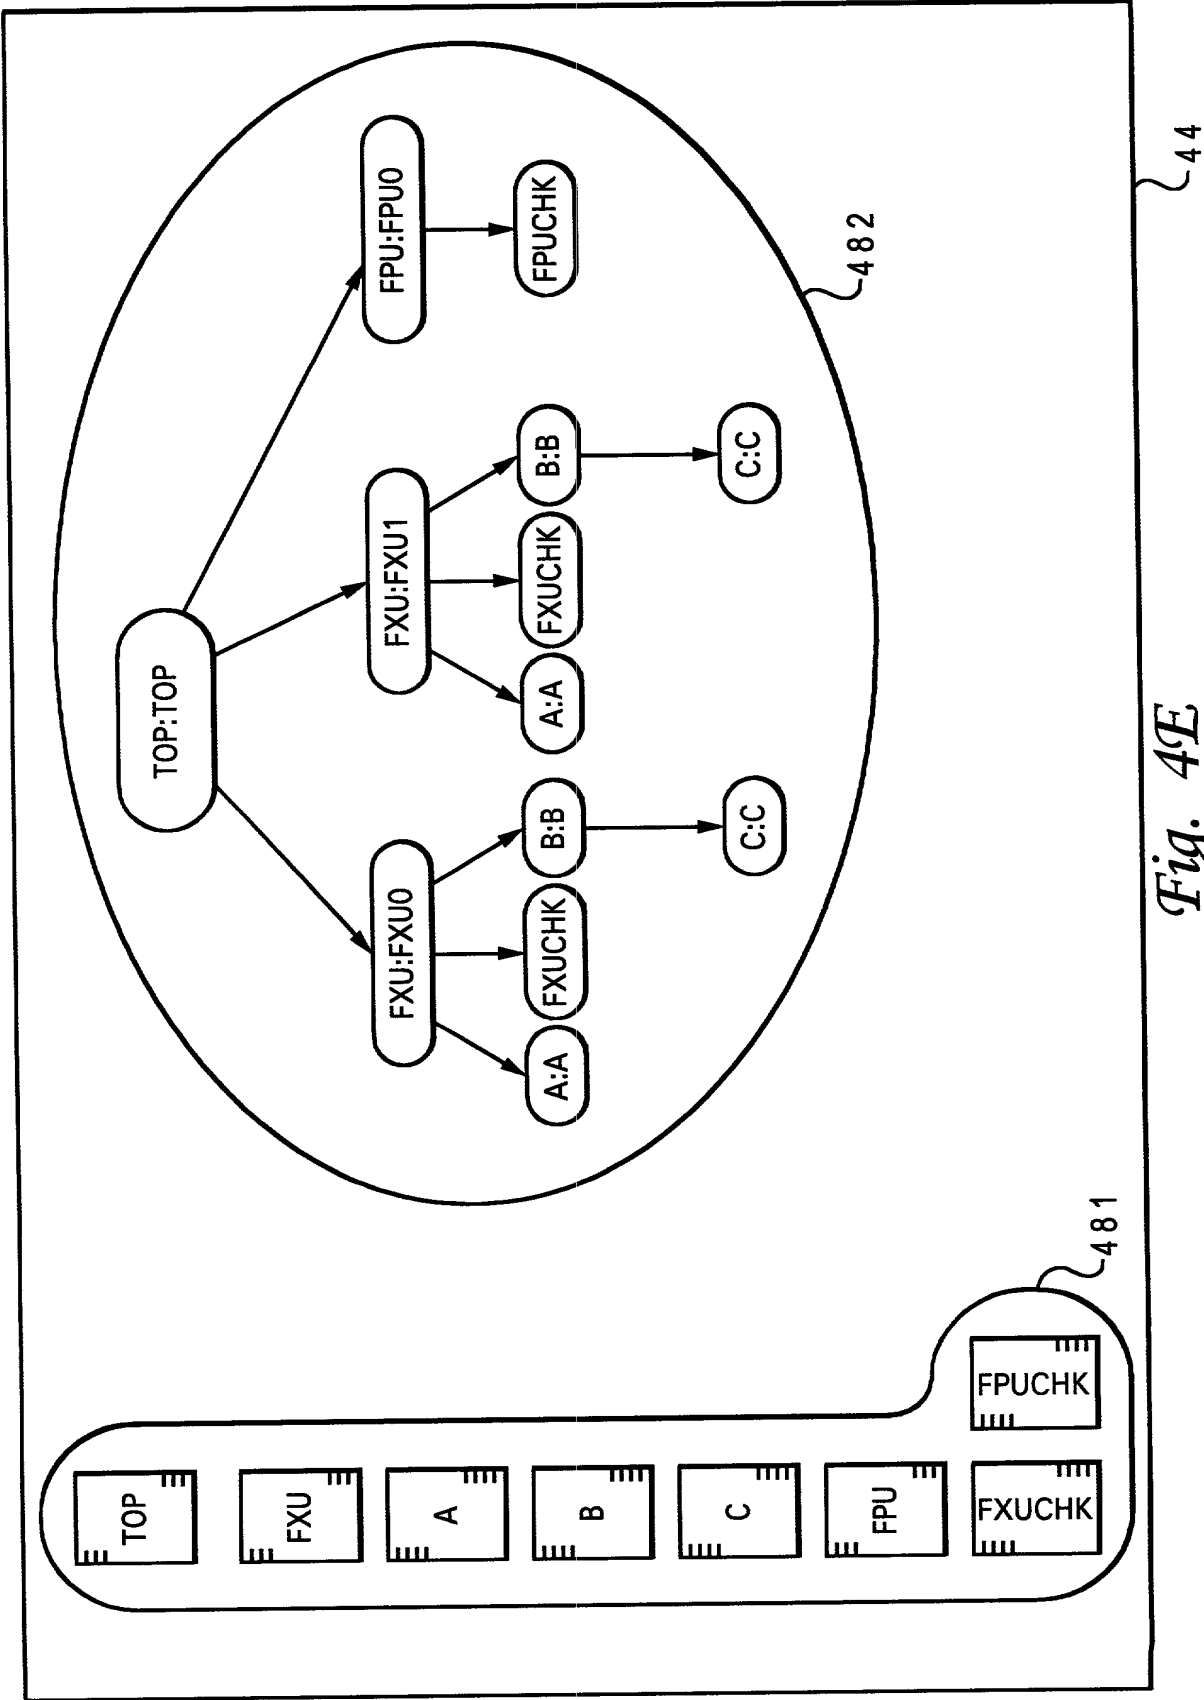 TOP
FXU
A
B
C
FPU
FXUCHK
FPUCHK
481
TOP:TOP
FXU:FXU0
FXU:FXU1
FPU:FPU0
A:A
FXUCHK
B:B
A:A
FXUCHK
B:B
FPUCHK
C:C
C:C
482
44
Fig. 4E